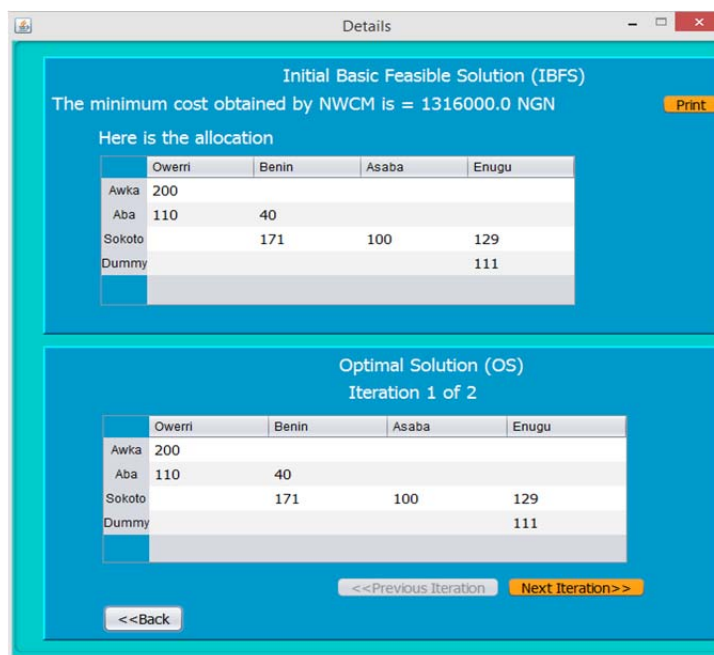 Details
Initial Basic Feasible Solution (IBFS)
The minimum cost obtained by NWCM is = 1316000.0 NGN
Print
Here is the allocation
Owerri Benin Asaba Enugu
Awka 200
Aba 110 40
Sokoto 171 100 129
Dummy 111
Optimal Solution (OS)
Iteration 1 of 2
Owerri Benin Asaba Enugu
Awka 200
Aba 110 40
Sokoto 171 100 129
Dummy 111
<<Previous Iteration Next Iteration>>
<<Back